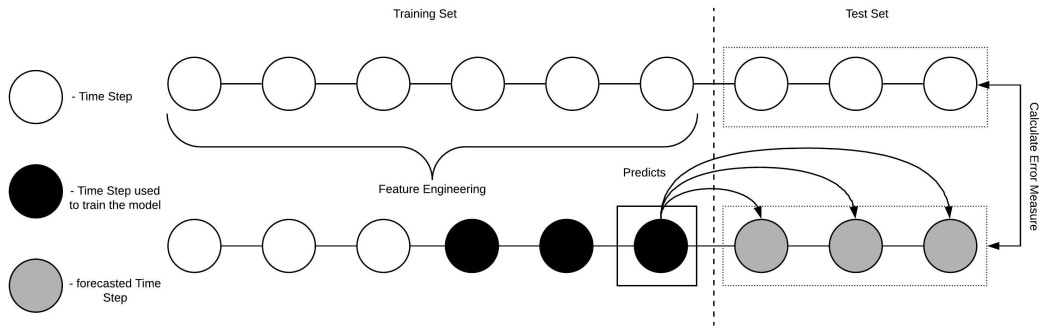 Training Set
Test Set
- Time Step
Feature Engineering
Predicts
- Time Step used
to train the model
- forecasted Time
Step
Calculate Error Measure